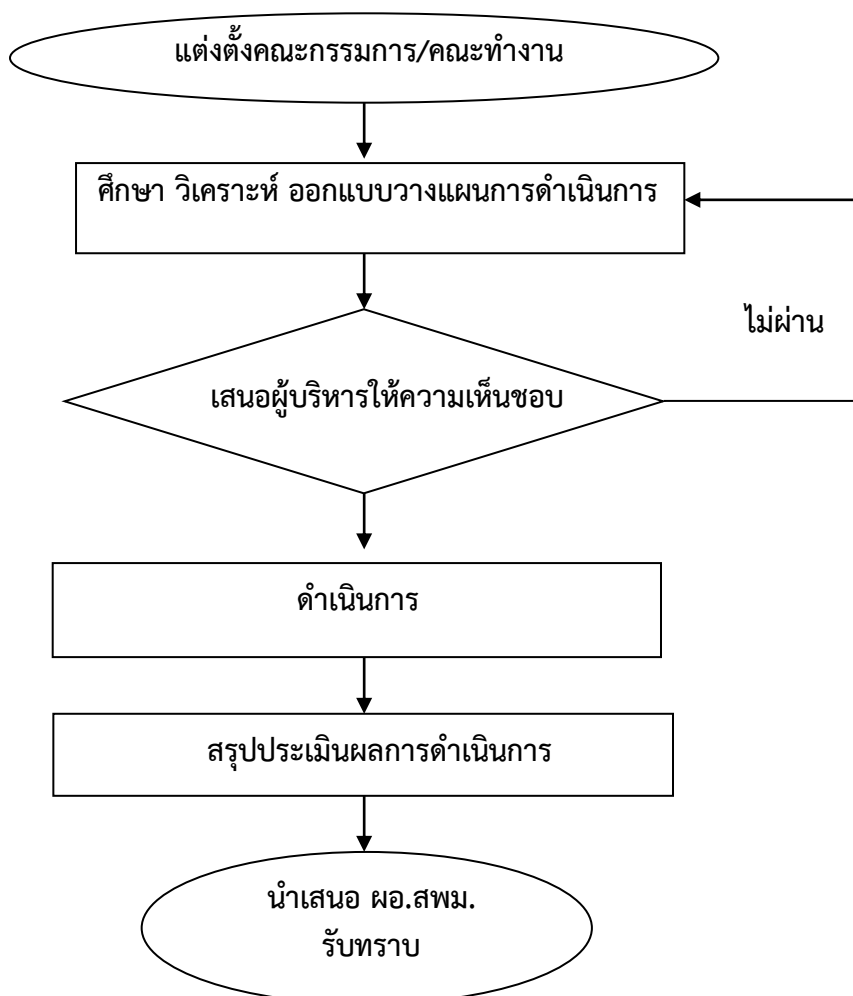 แต่งตั้งคณะกรรมการ/คณะทำงาน
ศึกษา วิเคราะห์ ออกแบบวางแผนการดำเนินการ
ไม่ผ่าน
เสนอผู้บริหารให้ความเห็นชอบ
ดำเนินการ
สรุปประเมินผลการดำเนินการ
นำเสนอ ผอ.สพม.
รับทราบ